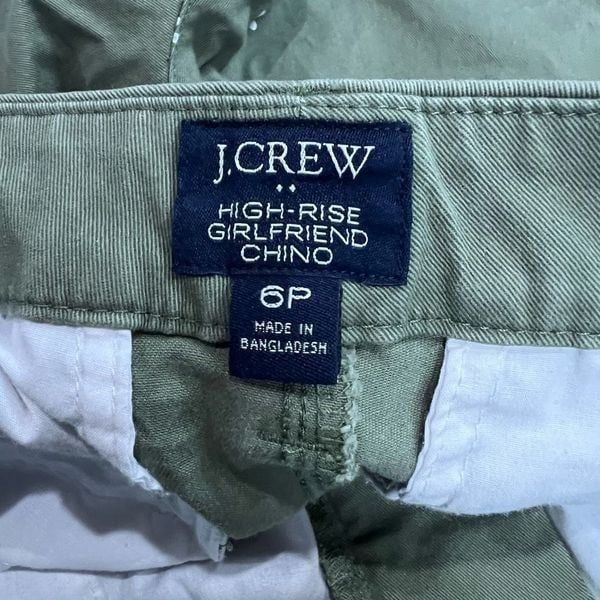 J.CREW
HIGH-RISE
GIRLFRIEND
CHINO
6P
MADE IN
BANGLADESH